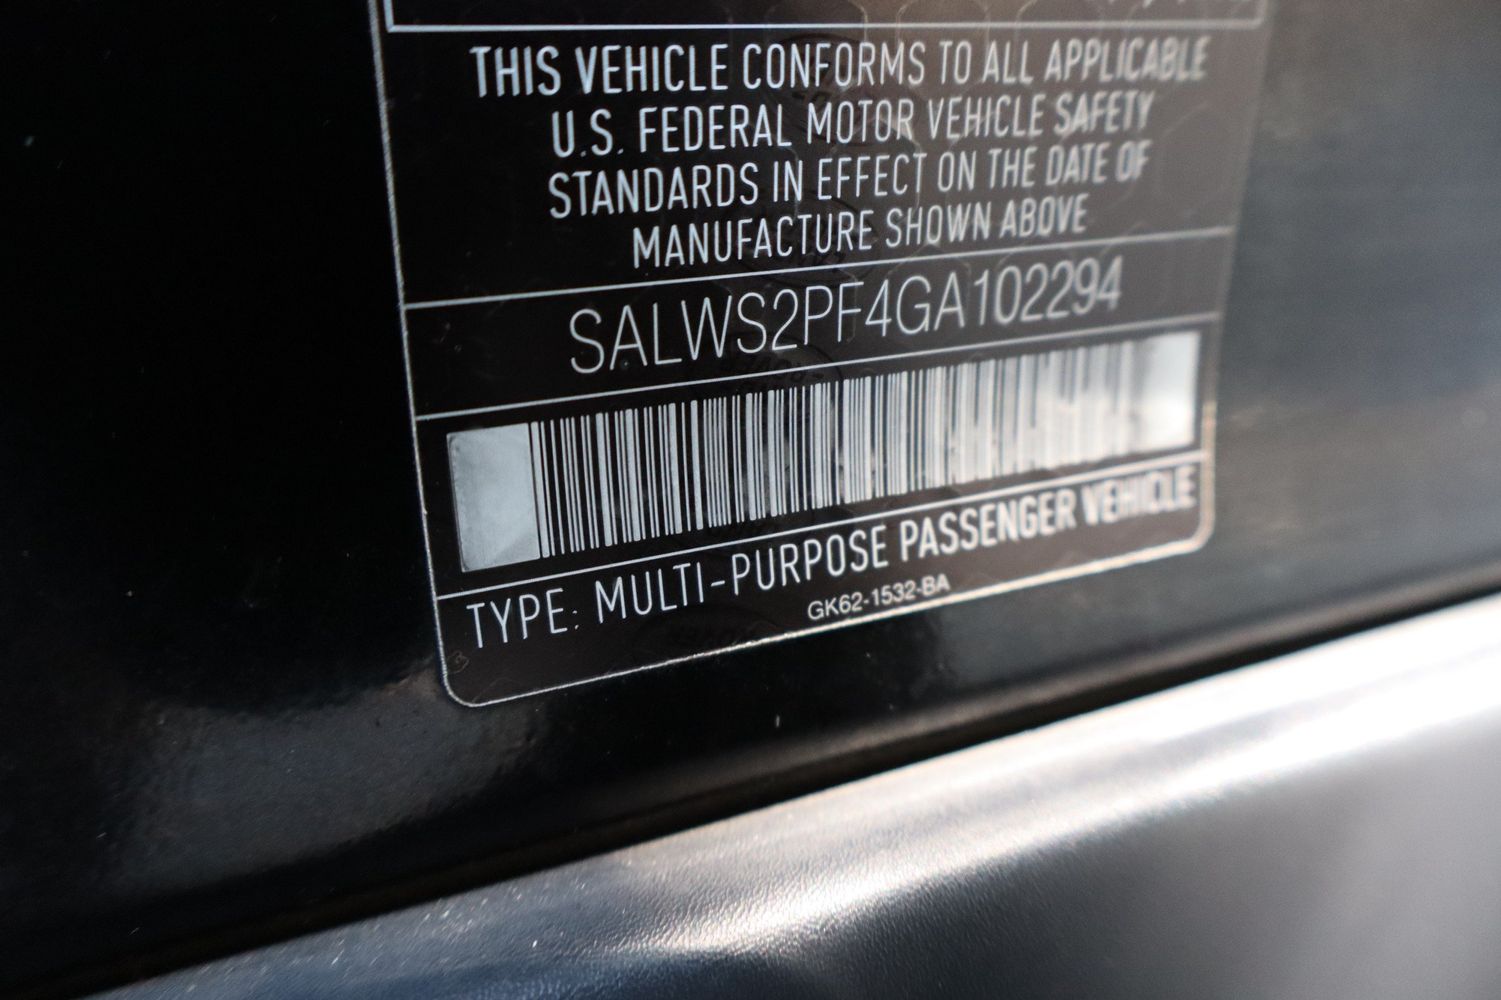 THIS VEHICLE CONFORMS TO ALL APPLICABLE
U.S. FEDERAL MOTOR VEHICLE SAFETY
STANDARDS IN EFFECT ON THE DATE OF
MANUFACTURE SHOWN ABOVE
SALWS2PF4GA102294
TYPE: MULTI-PURPOSE PASSENGER VEHICLE
GK62-1532-BA